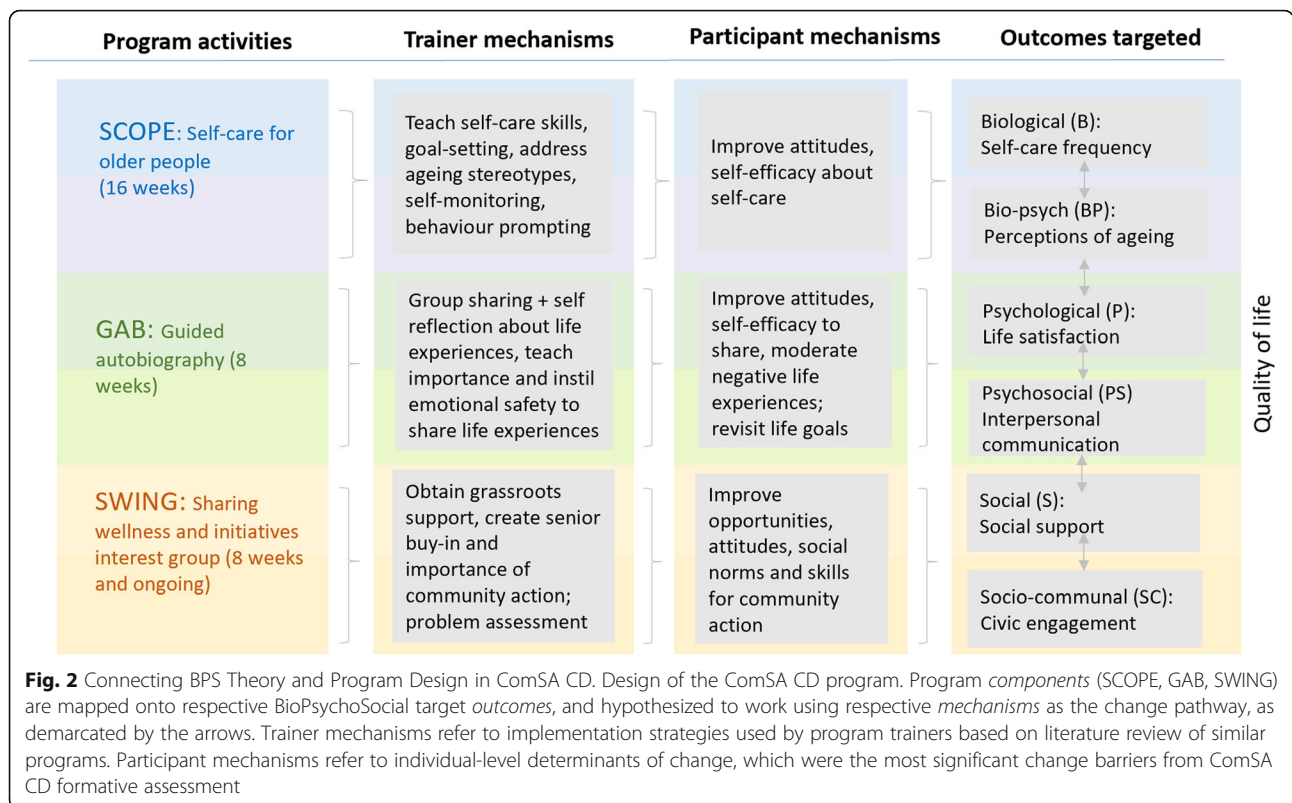 Program activities
Trainer mechanisms
Participant mechanisms
Outcomes targeted
SCOPE: Self-care for
older people
(16 weeks)
Teach self-care skills,
goal-setting, address
ageing stereotypes,
self-monitoring,
behaviour prompting
Improve attitudes,
self-efficacy about
self-care
Biological (B):
Self-care frequency
Bio-psych (BP):
Perceptions of ageing
GAB: Guided
autobiography (8
weeks)
Group sharing + self
reflection about life
experiences, teach
importance and instil
emotional safety to
share life experiences
Improve attitudes,
self-efficacy to
share, moderate
negative life
experiences;
revisit life goals
Psychological (P):
Life satisfaction
Psychosocial (PS)
Interpersonal
communication
SWING: Sharing
wellness and initiatives
interest group (8 weeks
and ongoing)
Obtain grassroots
support, create senior
buy-in and
importance of
community action;
problem assessment
Improve
opportunities,
attitudes, social
norms and skills
for community
action
Social (S):
Social support
Socio-communal (SC):
Civic engagement
Quality of life
Fig. 2 Connecting BPS Theory and Program Design in ComSA CD. Design of the ComSA CD program. Program components (SCOPE, GAB, SWING)
are mapped onto respective BioPsychoSocial target outcomes, and hypothesized to work using respective mechanisms as the change pathway, as
demarcated by the arrows. Trainer mechanisms refer to implementation strategies used by program trainers based on literature review of similar
programs. Participant mechanisms refer to individual-level determinants of change, which were the most significant change barriers from ComSA
CD formative assessment